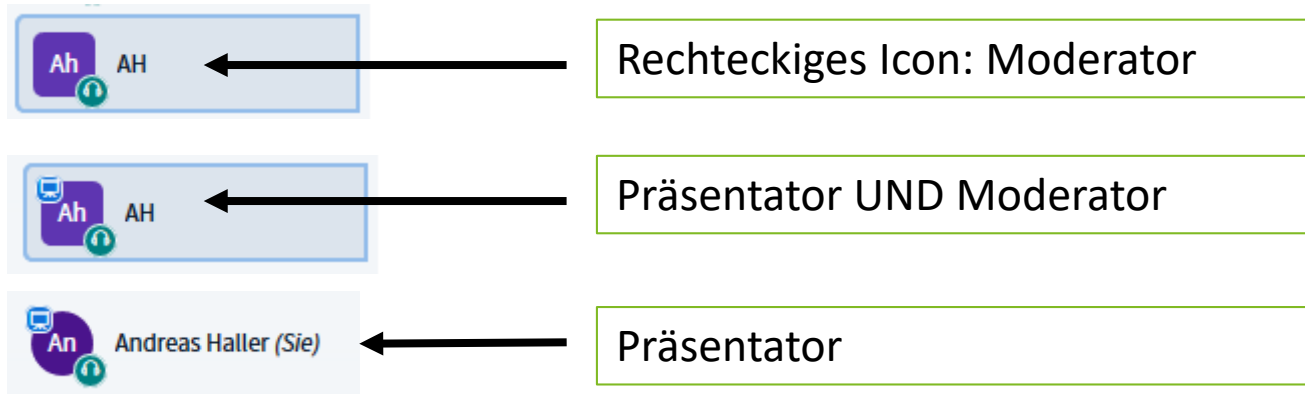 Ah AH Rechteckiges Icon: Moderator
Ah AH Präsentator UND Moderator
An Andreas Haller (Sie) Präsentator